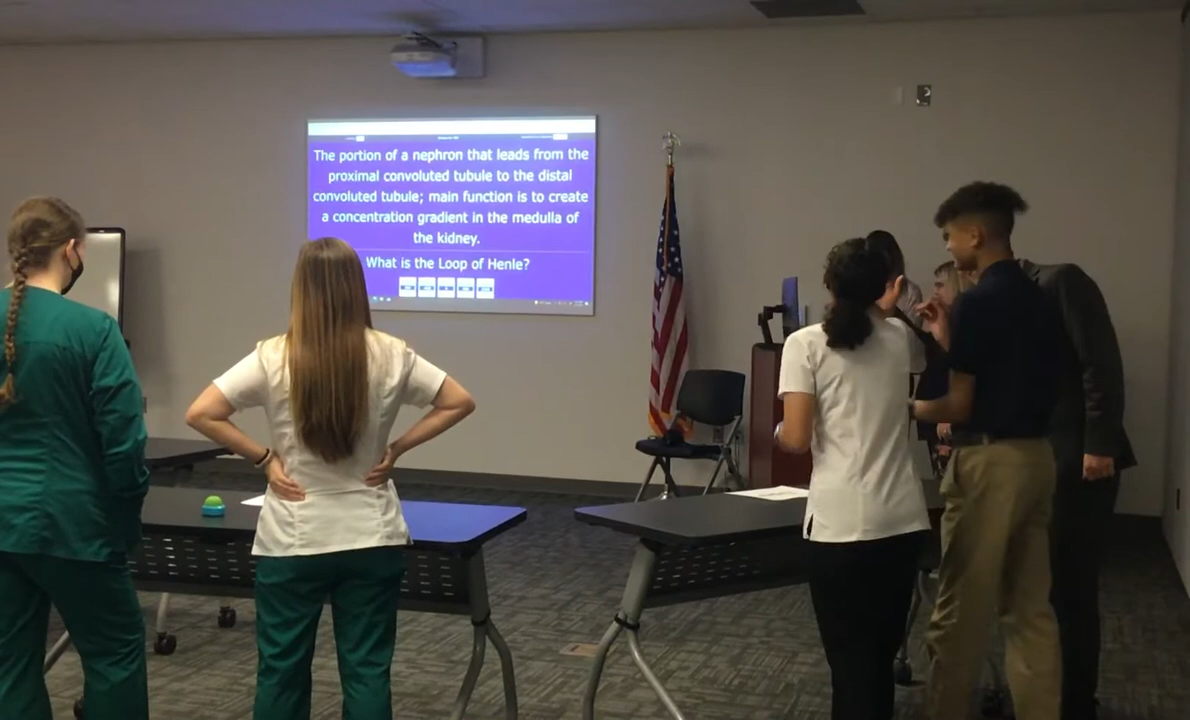 The portion of a nephron that leads from the
proximal convoluted tubule to the distal
convoluted tubule; main function is to create
a concentration gradient in the medulla of
the kidney.
What is the Loop of Henle?